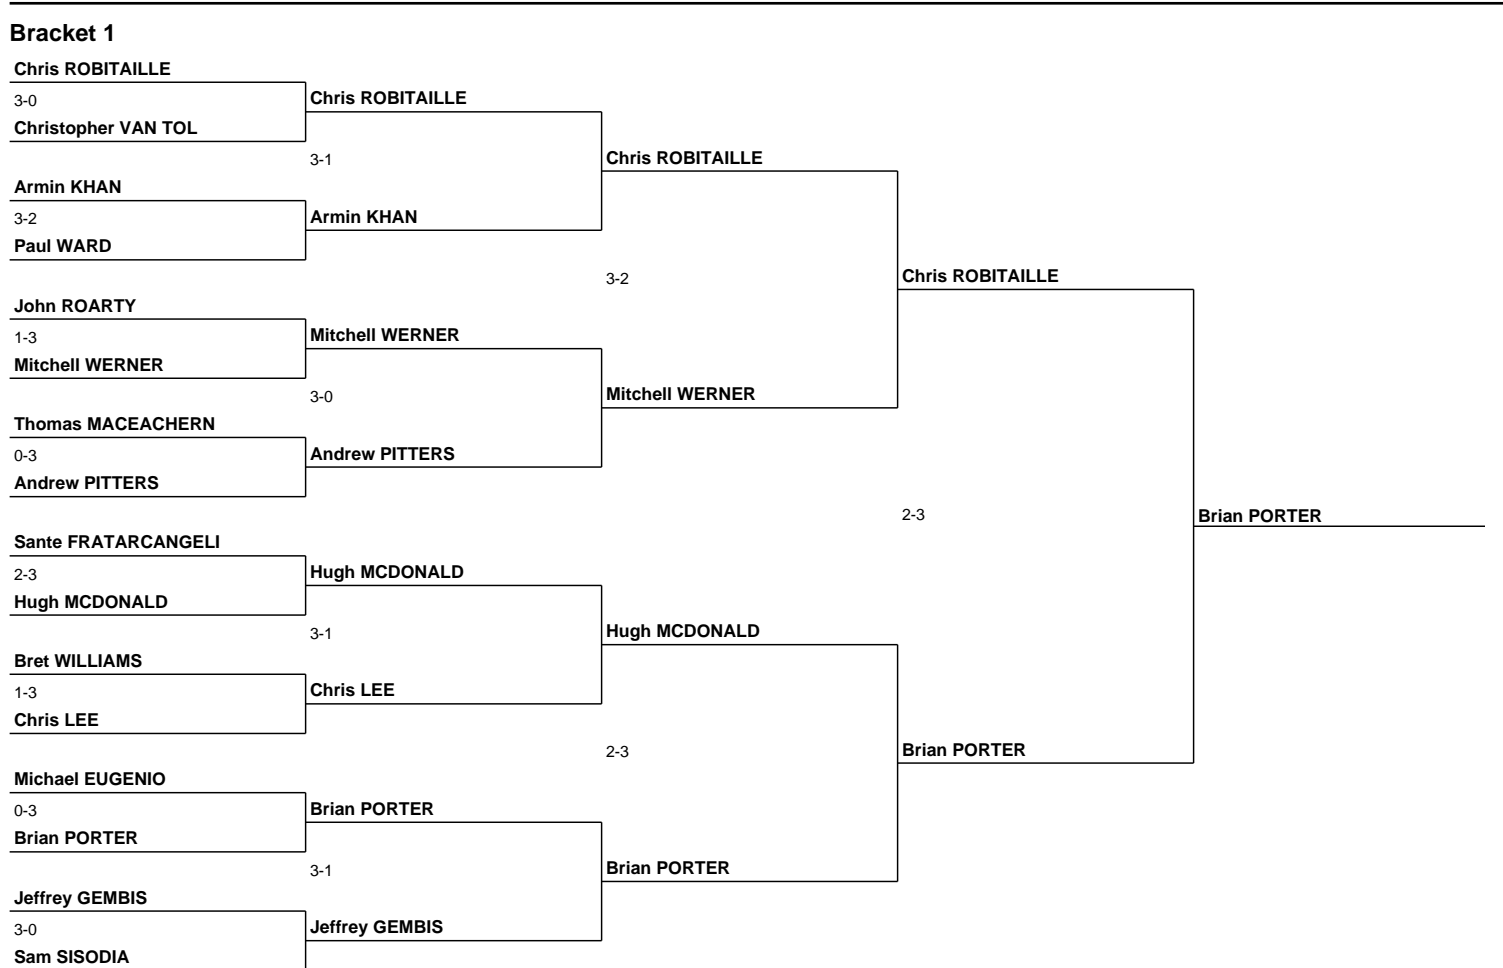 Bracket 1
Chris ROBITAILLE
3-0
Chris ROBITAILLE
Christopher VAN TOL
3-1
Chris ROBITAILLE
Armin KHAN
3-2
Armin KHAN
Paul WARD
3-2
Chris ROBITAILLE
John ROARTY
1-3
Mitchell WERNER
Mitchell WERNER
3-0
Mitchell WERNER
Thomas MACEACHERN
0-3
Andrew PITTERS
Andrew PITTERS
2-3
Brian PORTER
Sante FRATARCANGELI
2-3
Hugh MCDONALD
Hugh MCDONALD
3-1
Hugh MCDONALD
Bret WILLIAMS
1-3
Chris LEE
Chris LEE
2-3
Brian PORTER
Michael EUGENIO
0-3
Brian PORTER
Brian PORTER
3-1
Brian PORTER
Jeffrey GEMBIS
3-0
Jeffrey GEMBIS
Sam SISODIA